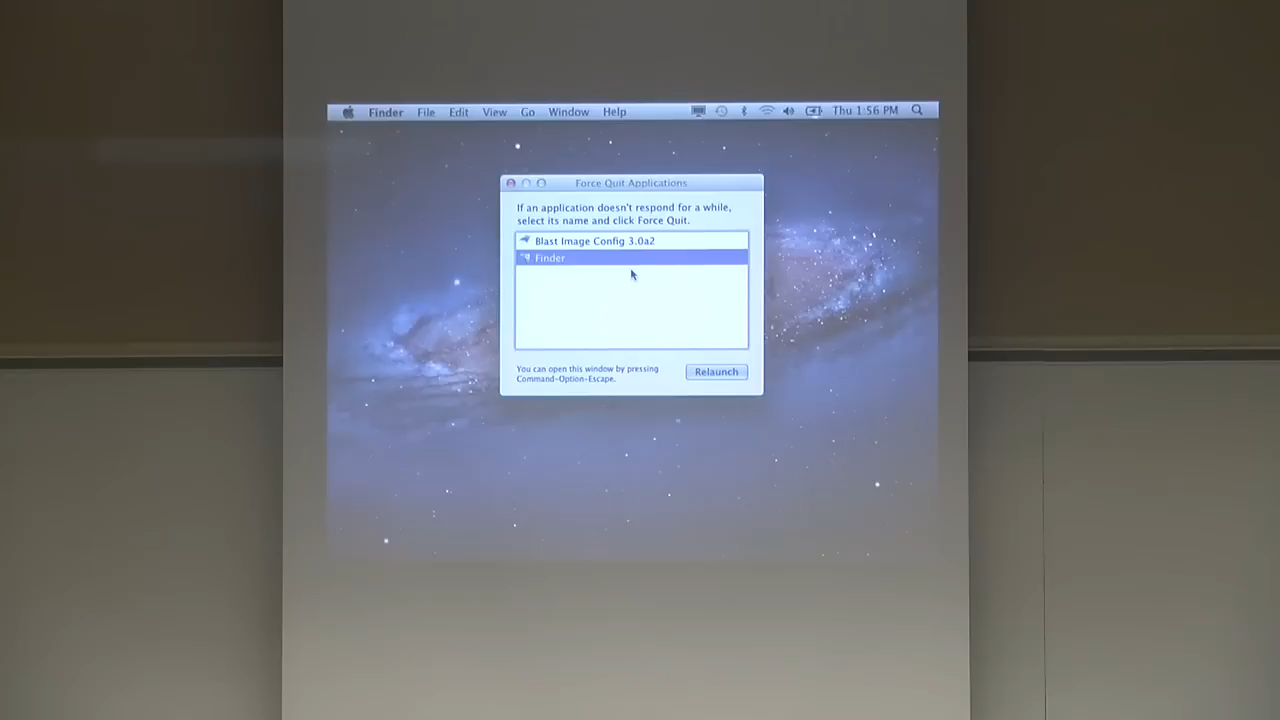 Finder File Edit View Go Window Help Thu 1:56 PM
Force Quit Applications
If an application doesn't respond for a while,
select its name and click Force Quit.
Blast Image Config 3.0a2
Finder
You can open this window by pressing
Command-Option-Escape.
Relaunch